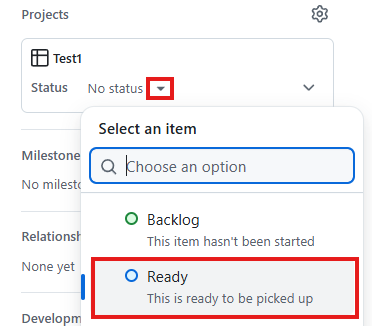 Projects
Test1
Status No status
Select an item
Choose an option
Backlog
This item hasn't been started
Ready
This is ready to be picked up
Milestone
No milesto
Relationsh
None yet
Developm